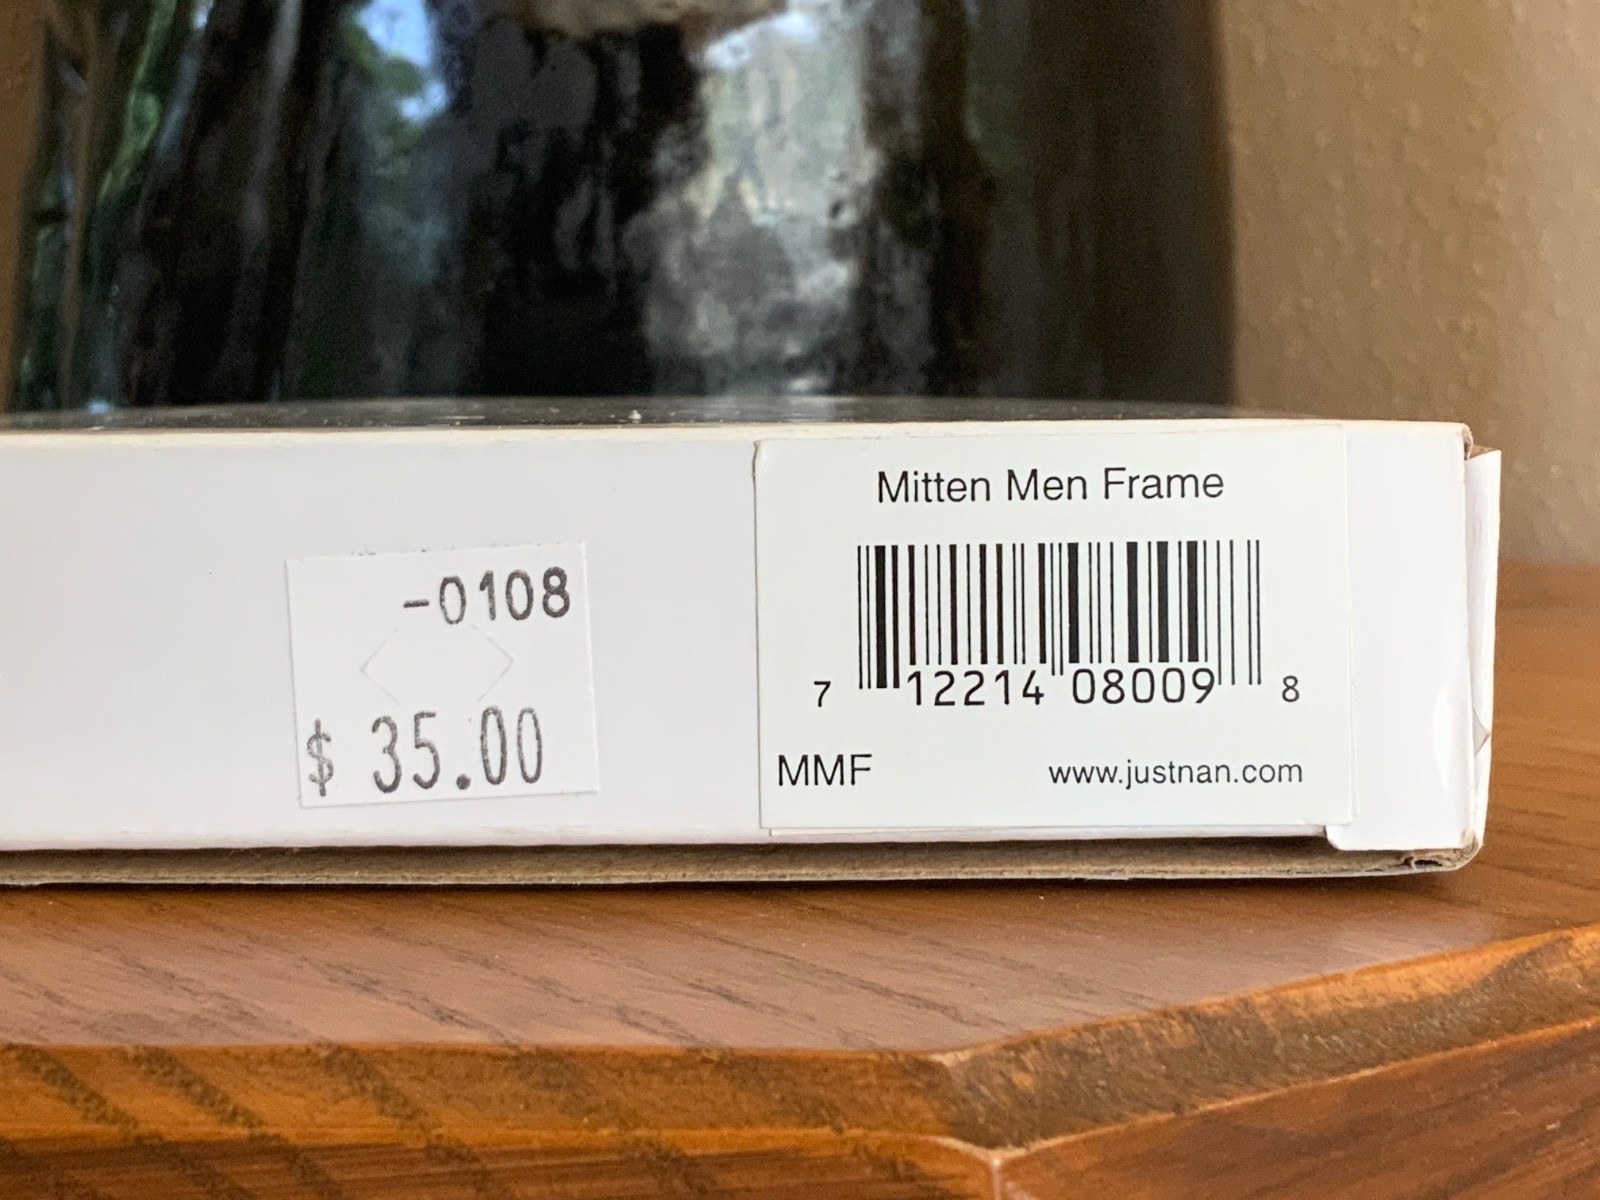 -0108
$ 35.00
Mitten Men Frame
7 12214 08009 8
MMF www.justnan.com